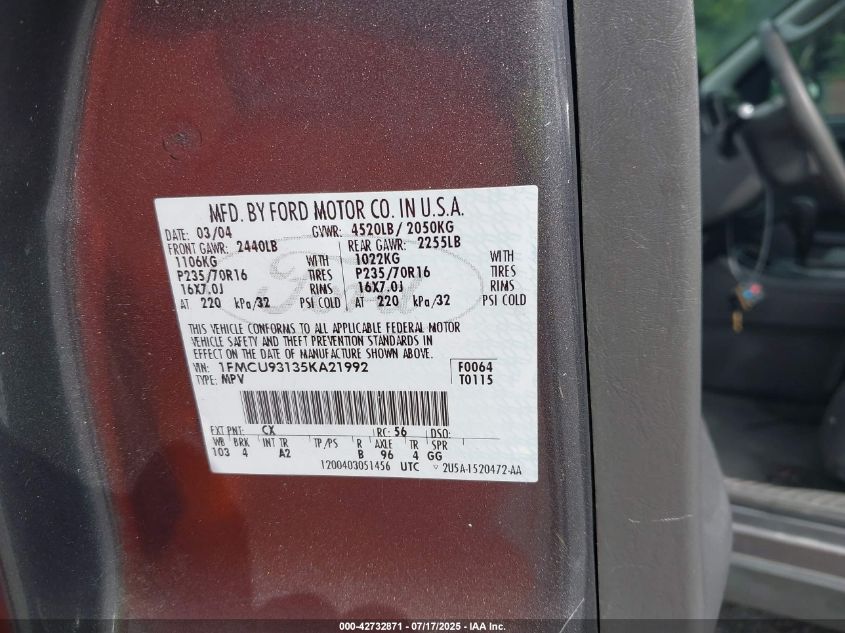 MFD. BY FORD MOTOR CO. IN U.S.A.
DATE: 03/04 GVWR: 4520LB/ 2050KG
FRONT GAWR: 2440LB REAR GAWR: 2255LB
1106KG WITH 1022KG WITH
P235/70R16 TIRES P235/70R16 TIRES
16X7.0J RIMS 16X7.0J RIMS
AT 220 kPa/32 PSI COLD AT 220 kPa/32 PSI COLD
Ford
THIS VEHICLE CONFORMS TO ALL APPLICABLE FEDERAL MOTOR
VEHICLE SAFETY AND THEFT PREVENTION STANDARDS IN
EFFECT ON THE DATE OF MANUFACTURE SHOWN ABOVE.
VIN: 1FMCU93135KA21992 F0064
TYPE: MPV T0115
EXT PNT: CX RC: 56 DSO:
WB BRK INT TR TP/PS R AXLE TR SPR
103 4 A2 B 96 4 GG
1200403051456 UTC 2U5A-1520472-AA
000-42732871 - 07/17/2025 - IAA Inc.